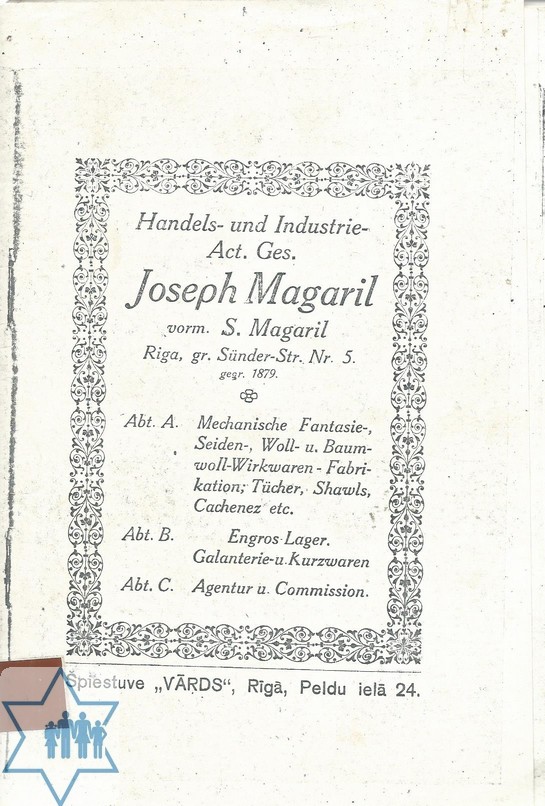 Handels- und Industrie-
Act. Ges.
Joseph Magaril
vorm. S. Magaril
Riga, gr. Sünder-Str. Nr. 5.
gegr. 1879.
Abt. A. Mechanische Fantasie-,
Seiden-, Woll- u. Baum-
woll-Wirkwaren - Fabri-
kation; Tücher, Shawls,
Cachenez etc.
Abt. B. Engros Lager.
Galanterie-u. Kurzwaren
Abt. C. Agentur u. Commission.
Spiestuve „VĀRDS“, Rīgā, Peldu ielā 24.